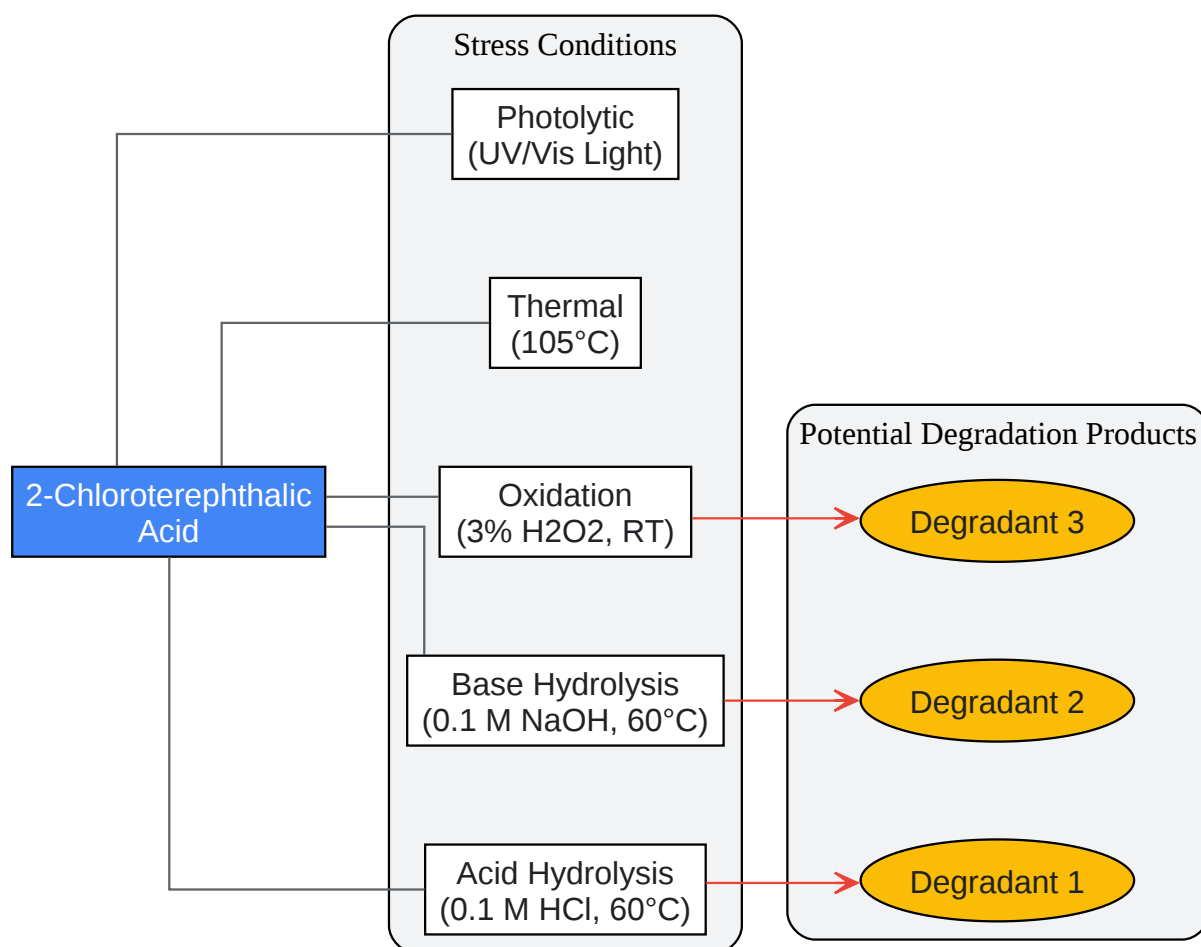 Stress Conditions
Photolytic
(UV/Vis Light)
Thermal
(105°C)
Potential Degradation Products
2-Chloroterephthalic
Acid
Oxidation
(3% H2O2, RT)
Degradant 3
Base Hydrolysis
(0.1 M NaOH, 60°C)
Degradant 2
Acid Hydrolysis
(0.1 M HCl, 60°C)
Degradant 1